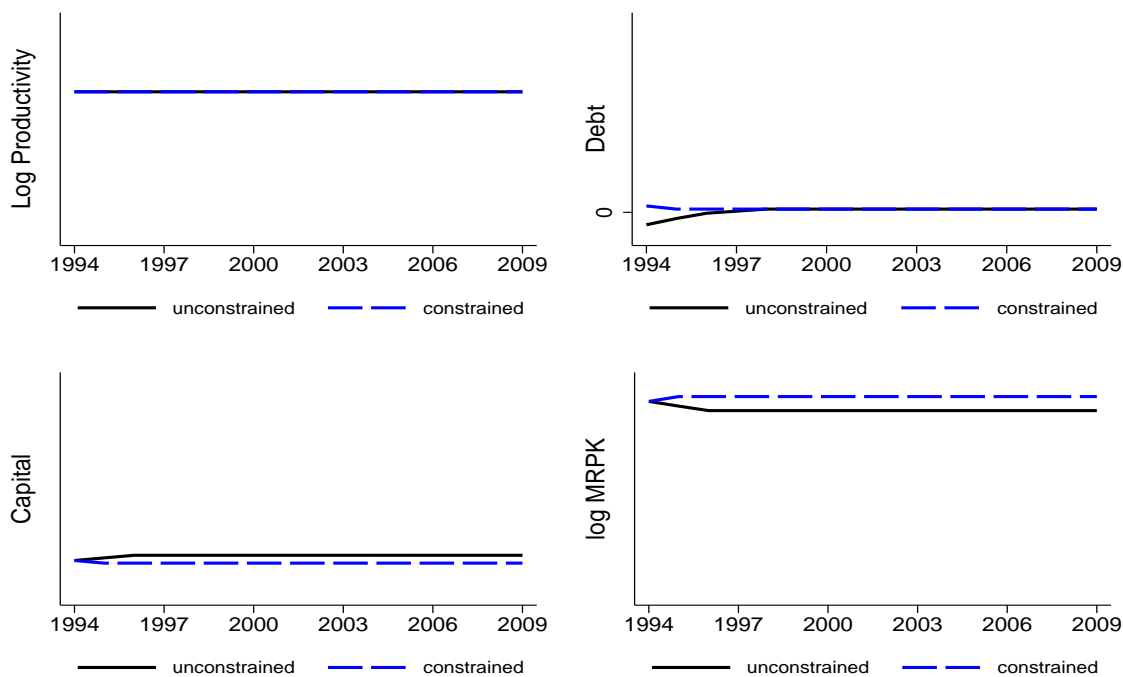 Log Productivity
1994 1997 2000 2003 2006 2009
unconstrained constrained
Debt
0
1994 1997 2000 2003 2006 2009
unconstrained constrained
Capital
1994 1997 2000 2003 2006 2009
unconstrained constrained
log MRPK
1994 1997 2000 2003 2006 2009
unconstrained constrained